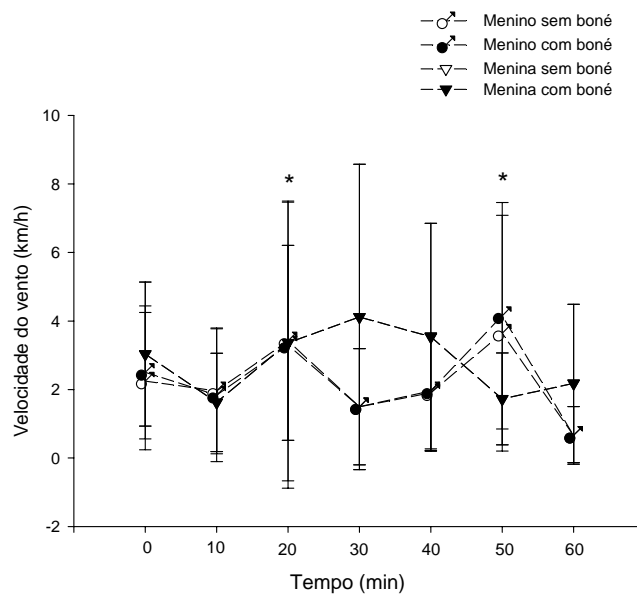 Menino sem boné
Menino com boné
Menina sem boné
Menina com boné
10
8
6
4
2
0
-2
Velocidade do vento (km/h)
* *
0 10 20 30 40 50 60
Tempo (min)